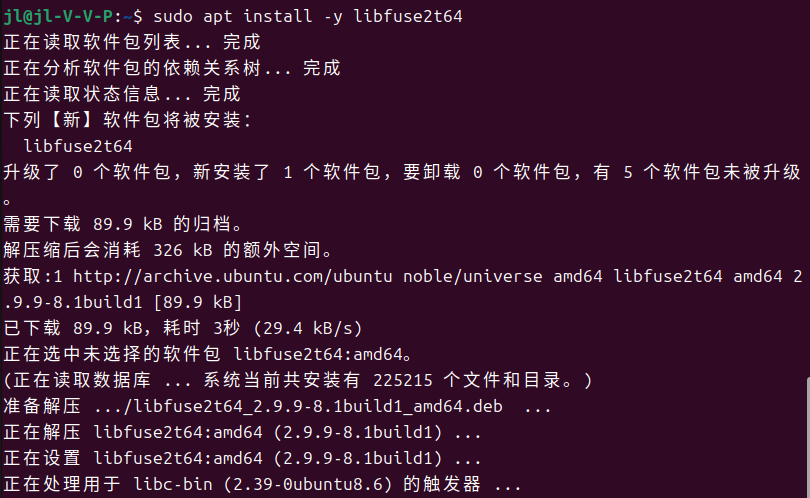 jl@jl-V-V-P:~$ sudo apt install -y libfuse2t64
正在读取软件包列表... 完成
正在分析软件包的依赖关系树... 完成
正在读取状态信息... 完成
下列【新】软件包将被安装：
  libfuse2t64
升级了 0 个软件包，新安装了 1 个软件包，要卸载 0 个软件包，有 5 个软件包未被升级
。
需要下载 89.9 kB 的归档。
解压缩后会消耗 326 kB 的额外空间。
获取:1 http://archive.ubuntu.com/ubuntu noble/universe amd64 libfuse2t64 amd64 2
.9.9-8.1build1 [89.9 kB]
已下载 89.9 kB，耗时 3秒 (29.4 kB/s)
正在选中未选择的软件包 libfuse2t64:amd64。
(正在读取数据库 ... 系统当前共安装有 225215 个文件和目录。)
准备解压 .../libfuse2t64_2.9.9-8.1build1_amd64.deb  ...
正在解压 libfuse2t64:amd64 (2.9.9-8.1build1) ...
正在设置 libfuse2t64:amd64 (2.9.9-8.1build1) ...
正在处理用于 libc-bin (2.39-0ubuntu8.6) 的触发器 ...